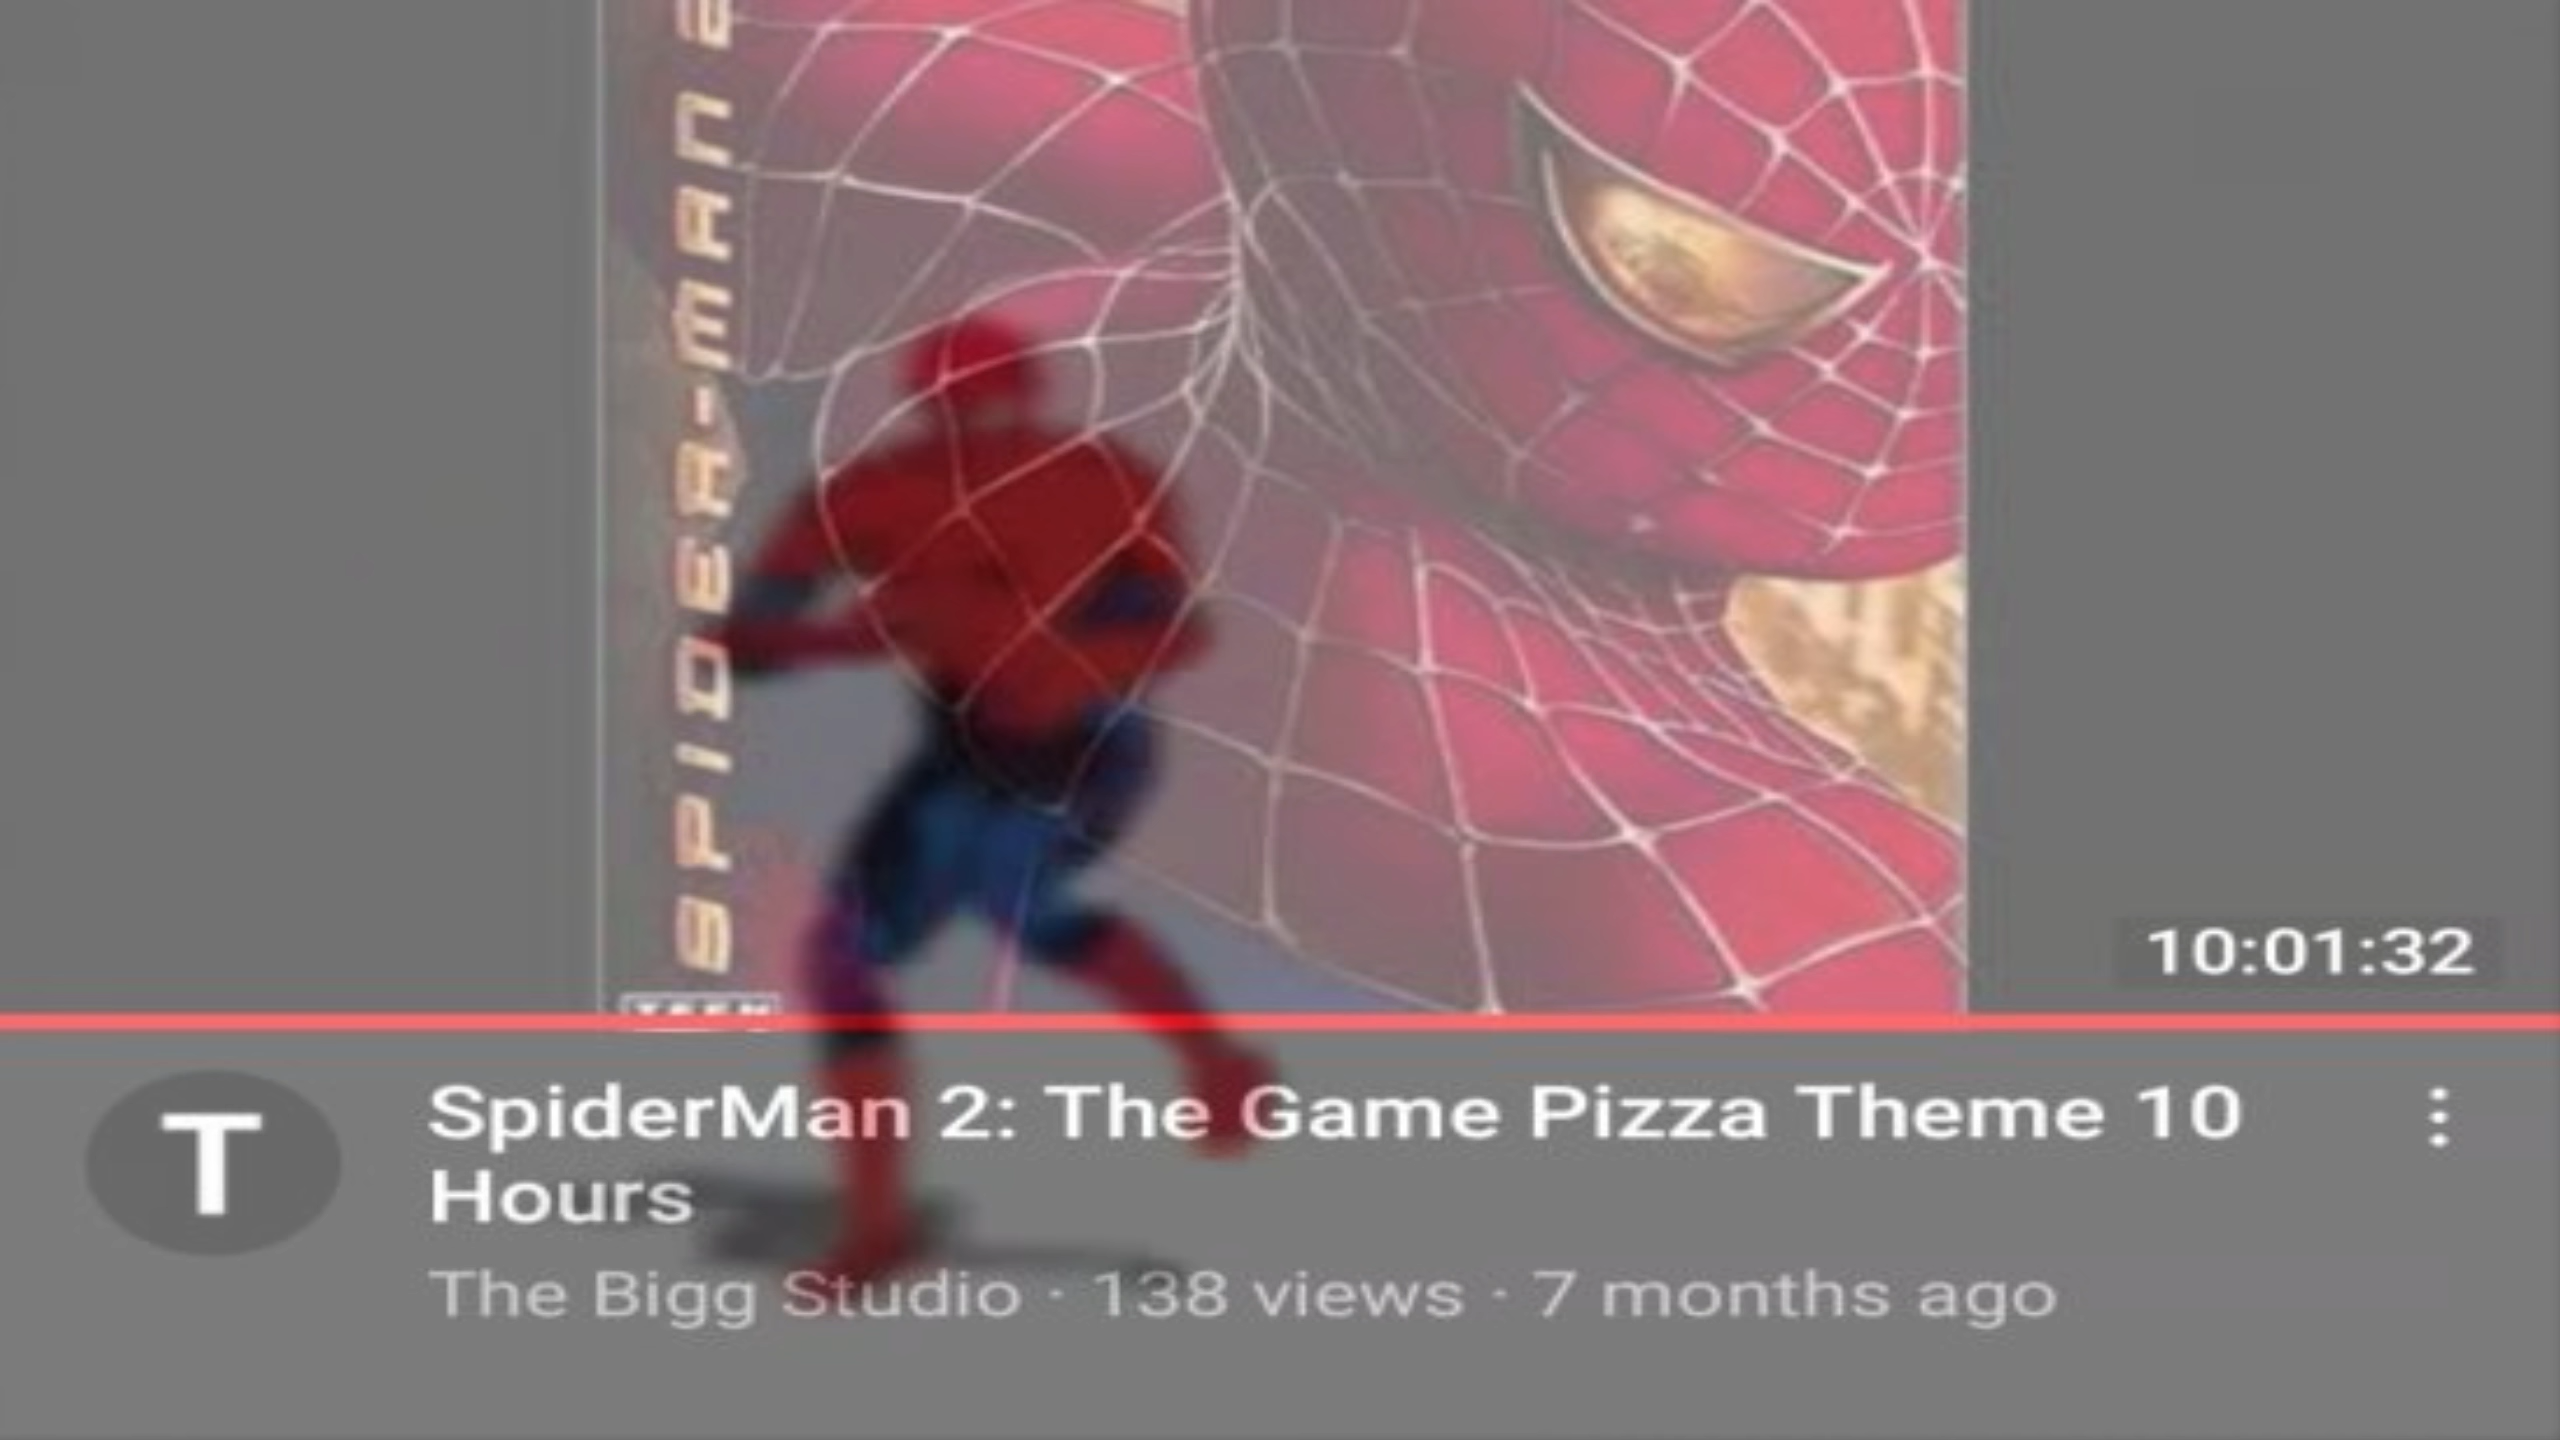 SPIDER-MAN 2
TEEN
10:01:32
T
SpiderMan 2: The Game Pizza Theme 10
Hours
The Bigg Studio · 138 views · 7 months ago